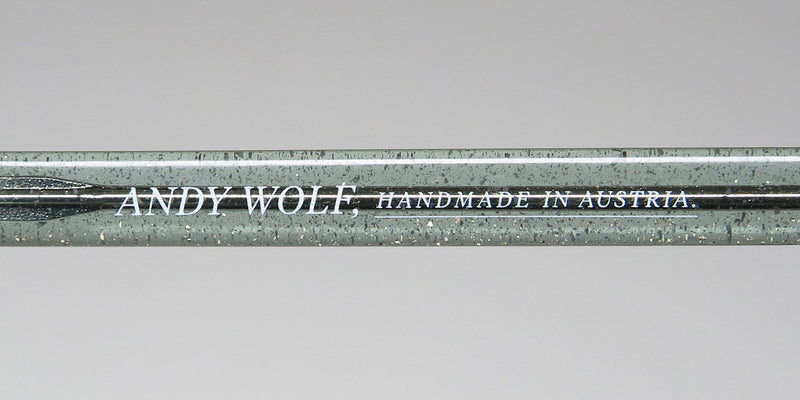 ANDY WOLF, HANDMADE IN AUSTRIA.